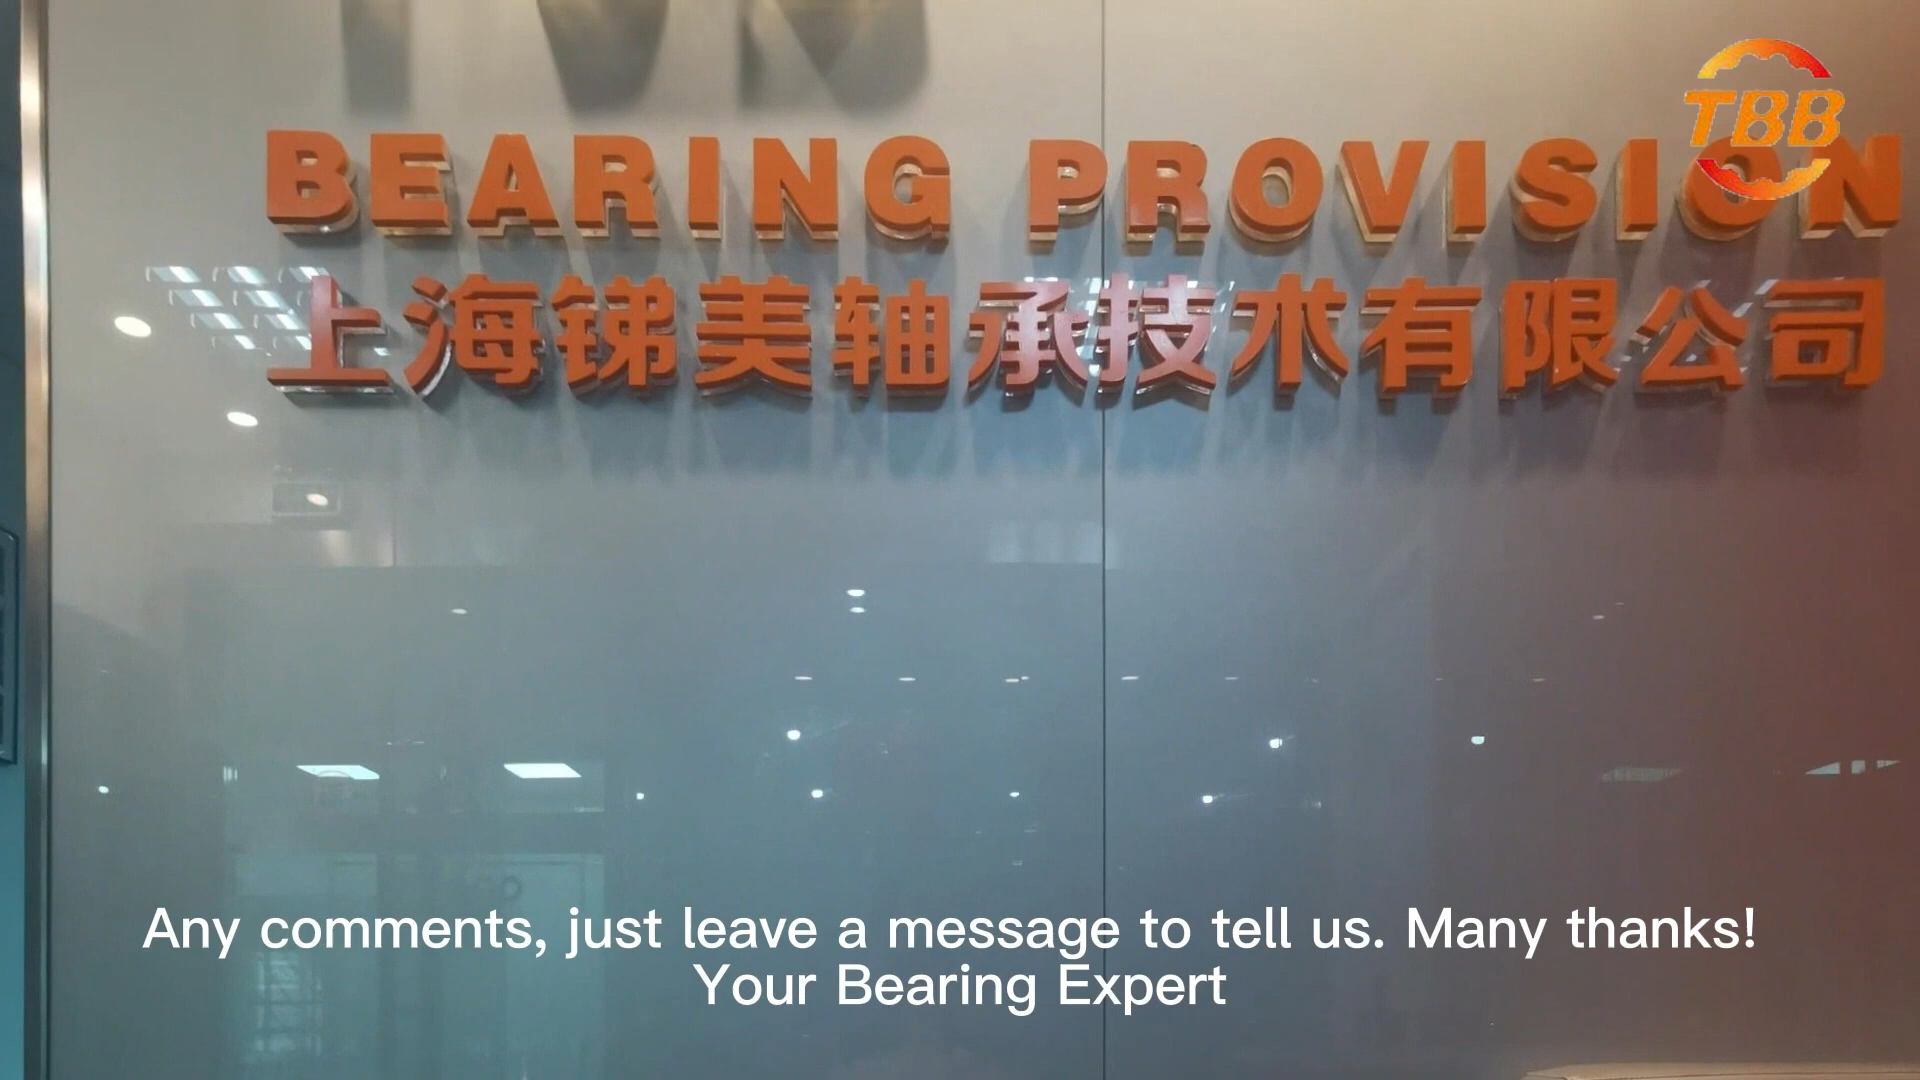 TBB
BEARING PROVISION
上海锑美轴承技术有限公司
Any comments, just leave a message to tell us. Many thanks!
Your Bearing Expert